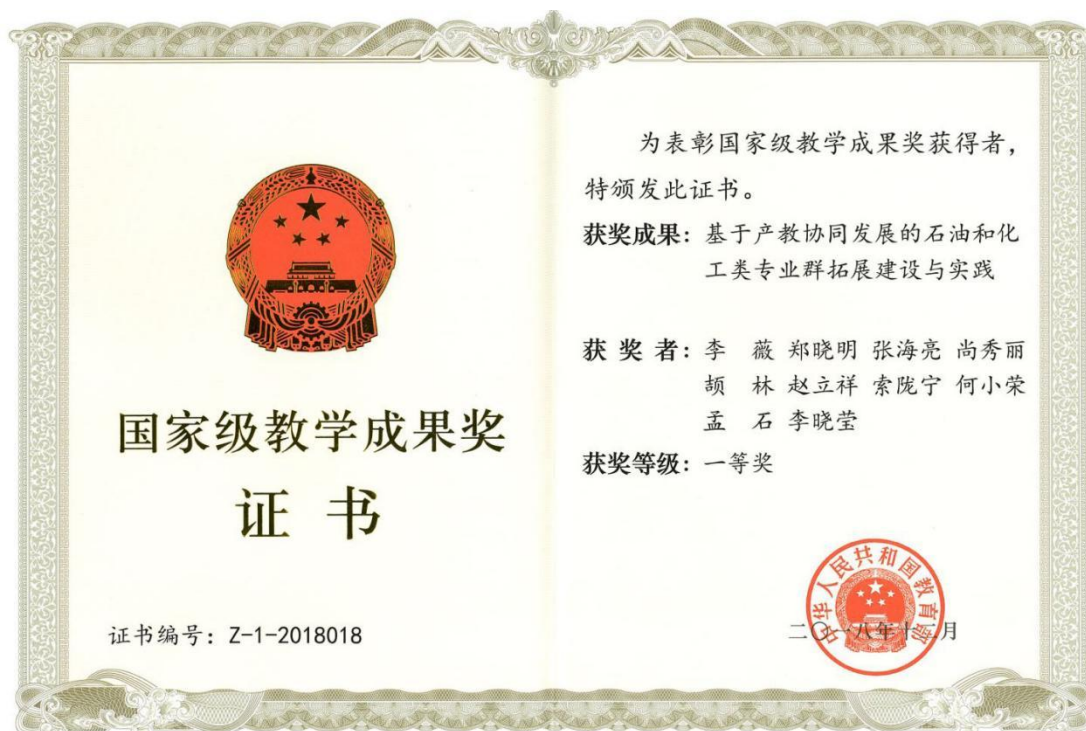 国家级教学成果奖
证 书
证书编号：Z-1-2018018
为表彰国家级教学成果奖获得者，
特颁发此证书。
获奖成果：基于产教协同发展的石油和化
工类专业群拓展建设与实践
获 奖 者：李 薇 郑晓明 张海亮 尚秀丽
颉 林 赵立祥 索陇宁 何小荣
孟 石 李晓莹
获奖等级：一等奖
中华人民共和国教育部
二〇一八年十二月